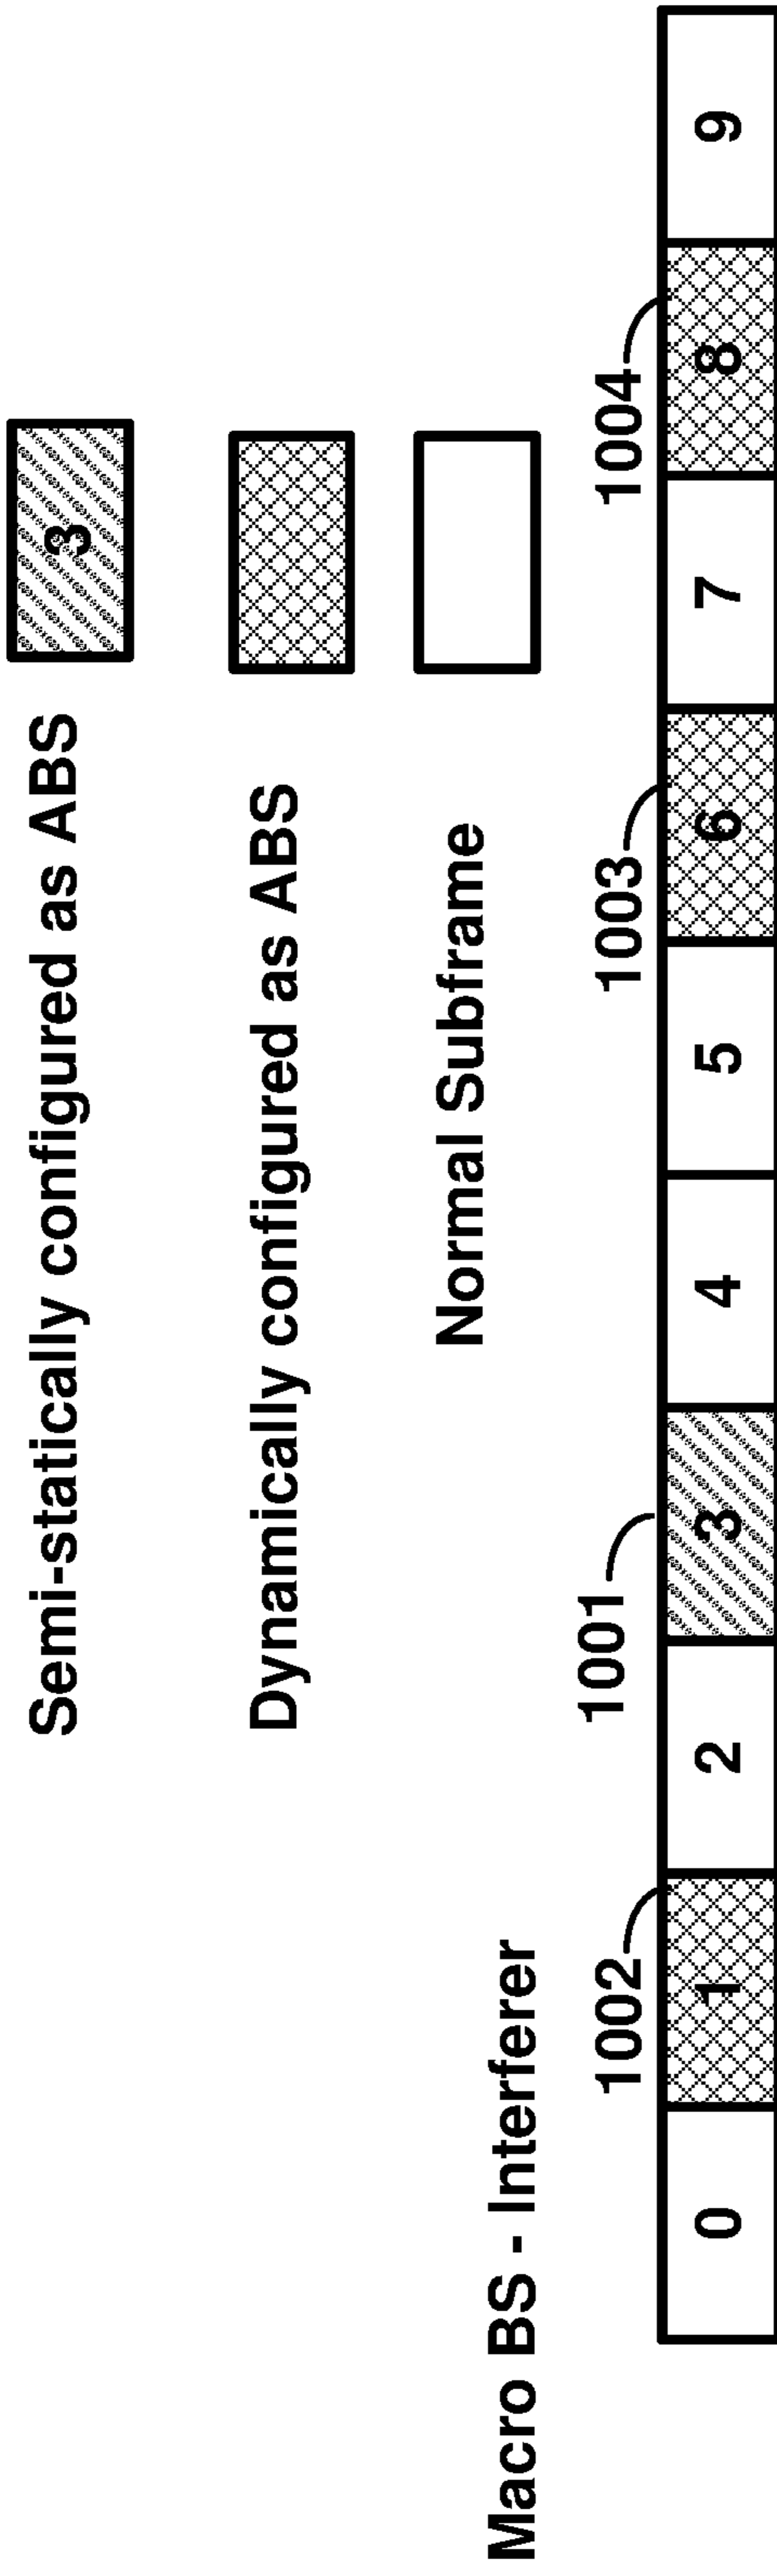 Semi-statically configured as ABS 3
Dynamically configured as ABS
Normal Subframe
Macro BS - Interferer
1002 1001 1003 1004
0 1 2 3 4 5 6 7 8 9